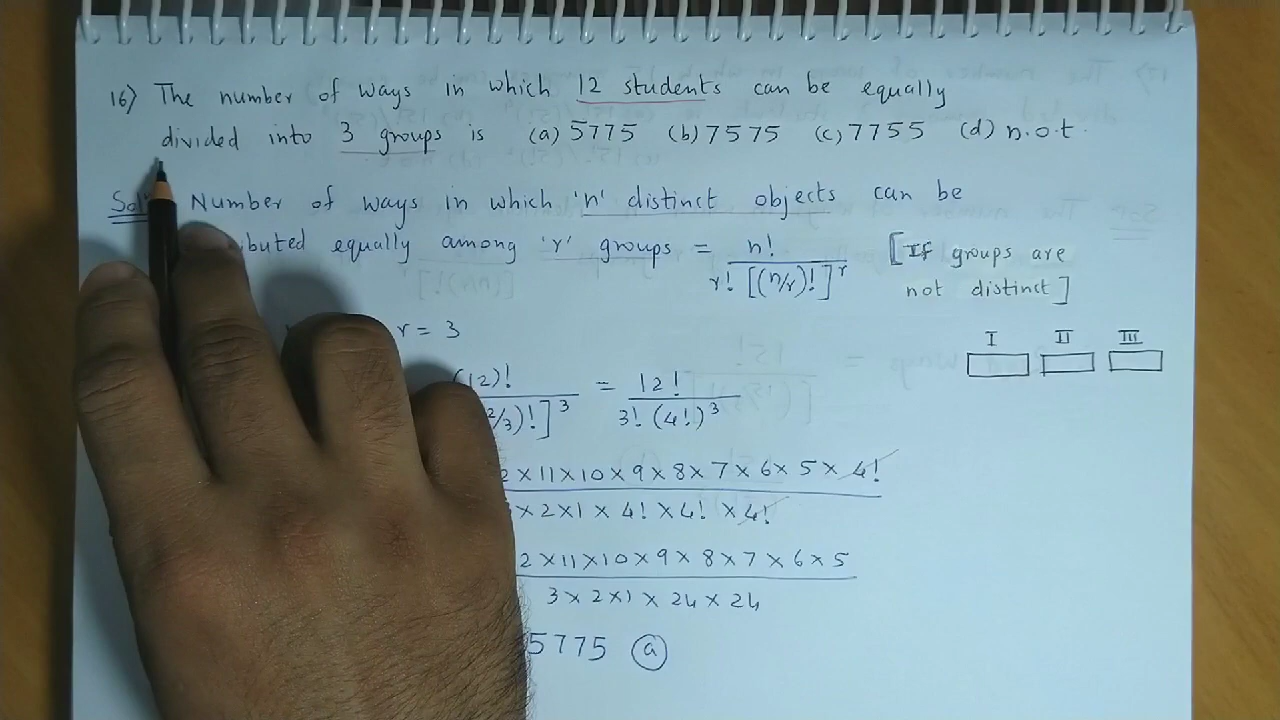 16) The number of ways in which 12 students can be equally
divided into 3 groups is (a) 5775 (b) 7575 (c) 7755 (d) n.o.t.
Number of ways in which 'n' distinct objects can be
equally among 'r' groups = n! / r! [(n/r)!]^r [If groups are
not distinct]
r = 3
I II III
(12)! / )!]^3 = 12! / 3! (4!)^3
× 11 × 10 × 9 × 8 × 7 × 6 × 5 × 4!
× 2 × 1 × 4! × 4! × 4!
2 × 11 × 10 × 9 × 8 × 7 × 6 × 5
3 × 2 × 1 × 24 × 24
5775 (a)